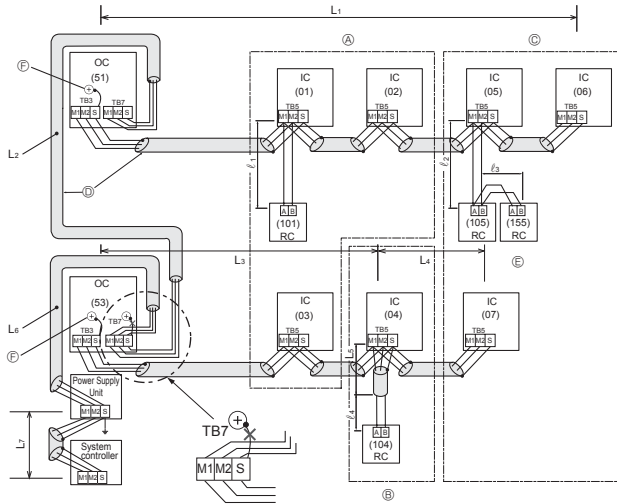 L1
Ⓐ
Ⓒ
Ⓕ
OC
(51)
TB3 TB7
M1 M2 S M1 M2 S
IC
(01)
TB5
M1 M2 S
IC
(02)
TB5
M1 M2 S
IC
(05)
TB5
M1 M2 S
IC
(06)
TB5
M1 M2 S
L2
Ⓓ
ℓ1
ℓ2
ℓ3
A B
(101)
RC
A B
(105)
RC
A B
(155)
RC
Ⓔ
L3
L4
L6
Ⓕ
OC
(53)
TB3 TB7
M1 M2 S M1 M2 S
IC
(03)
TB5
M1 M2 S
IC
(04)
TB5
M1 M2 S
IC
(07)
TB5
M1 M2 S
L5
ℓ4
A B
(104)
RC
Power Supply
Unit
M1 M2 S
L7
System
controller
M1 M2 S
TB7
M1 M2 S
Ⓑ